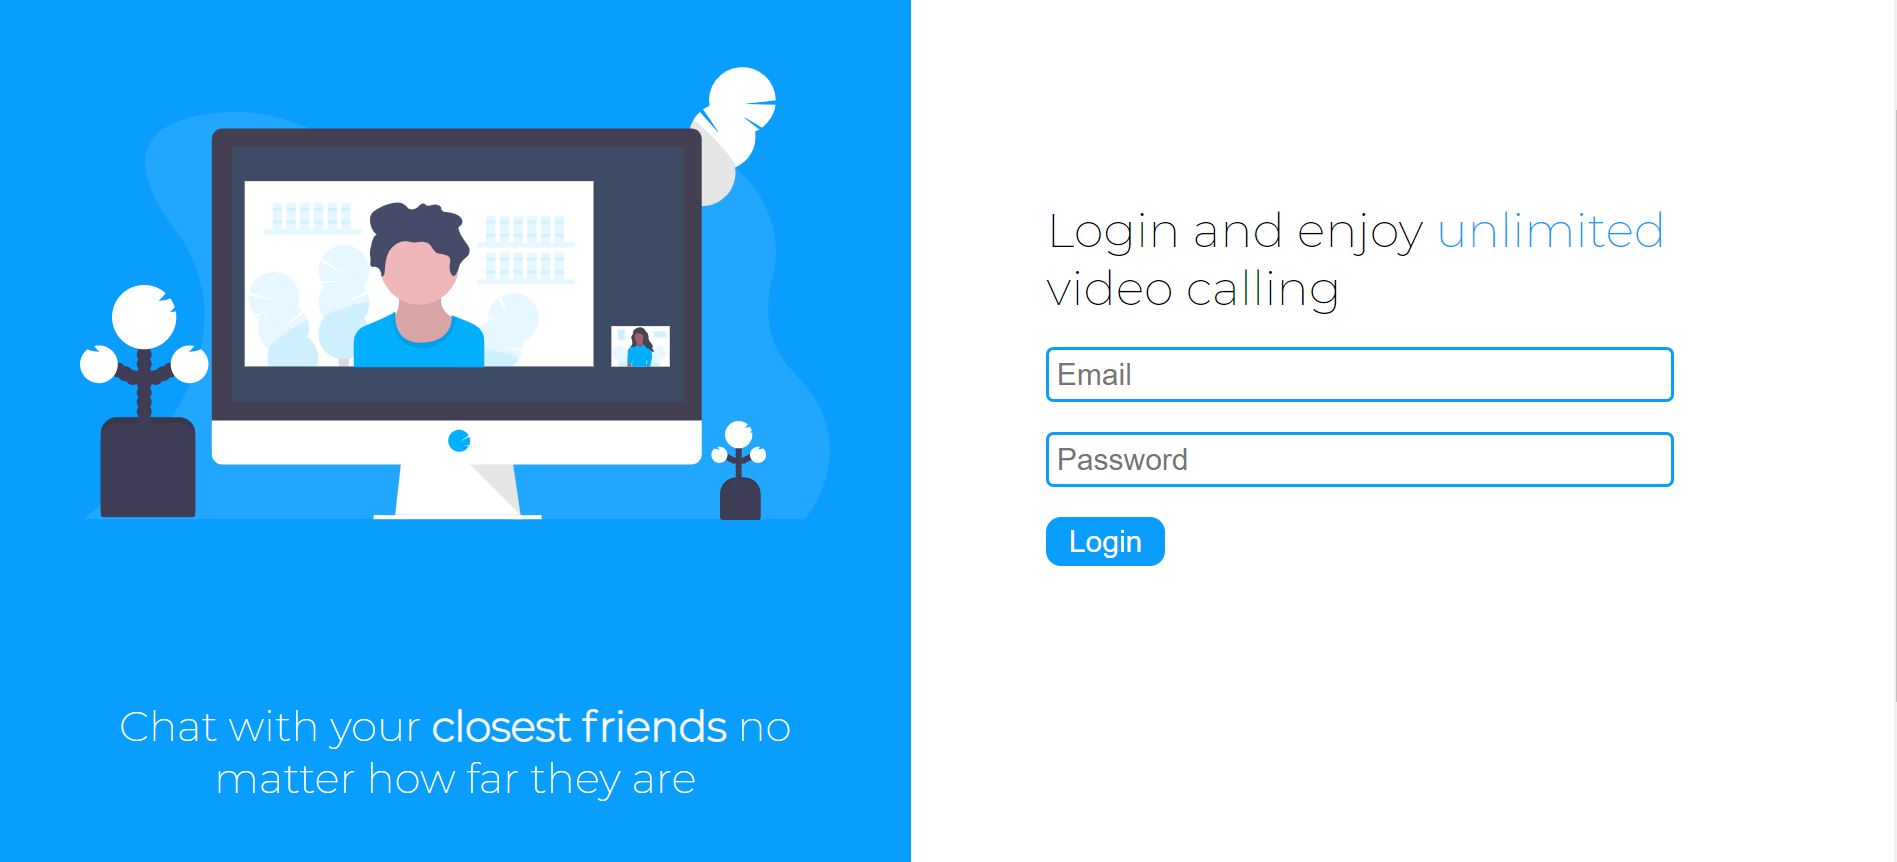 Login and enjoy unlimited
video calling
Email
Password
Login
Chat with your closest friends no
matter how far they are